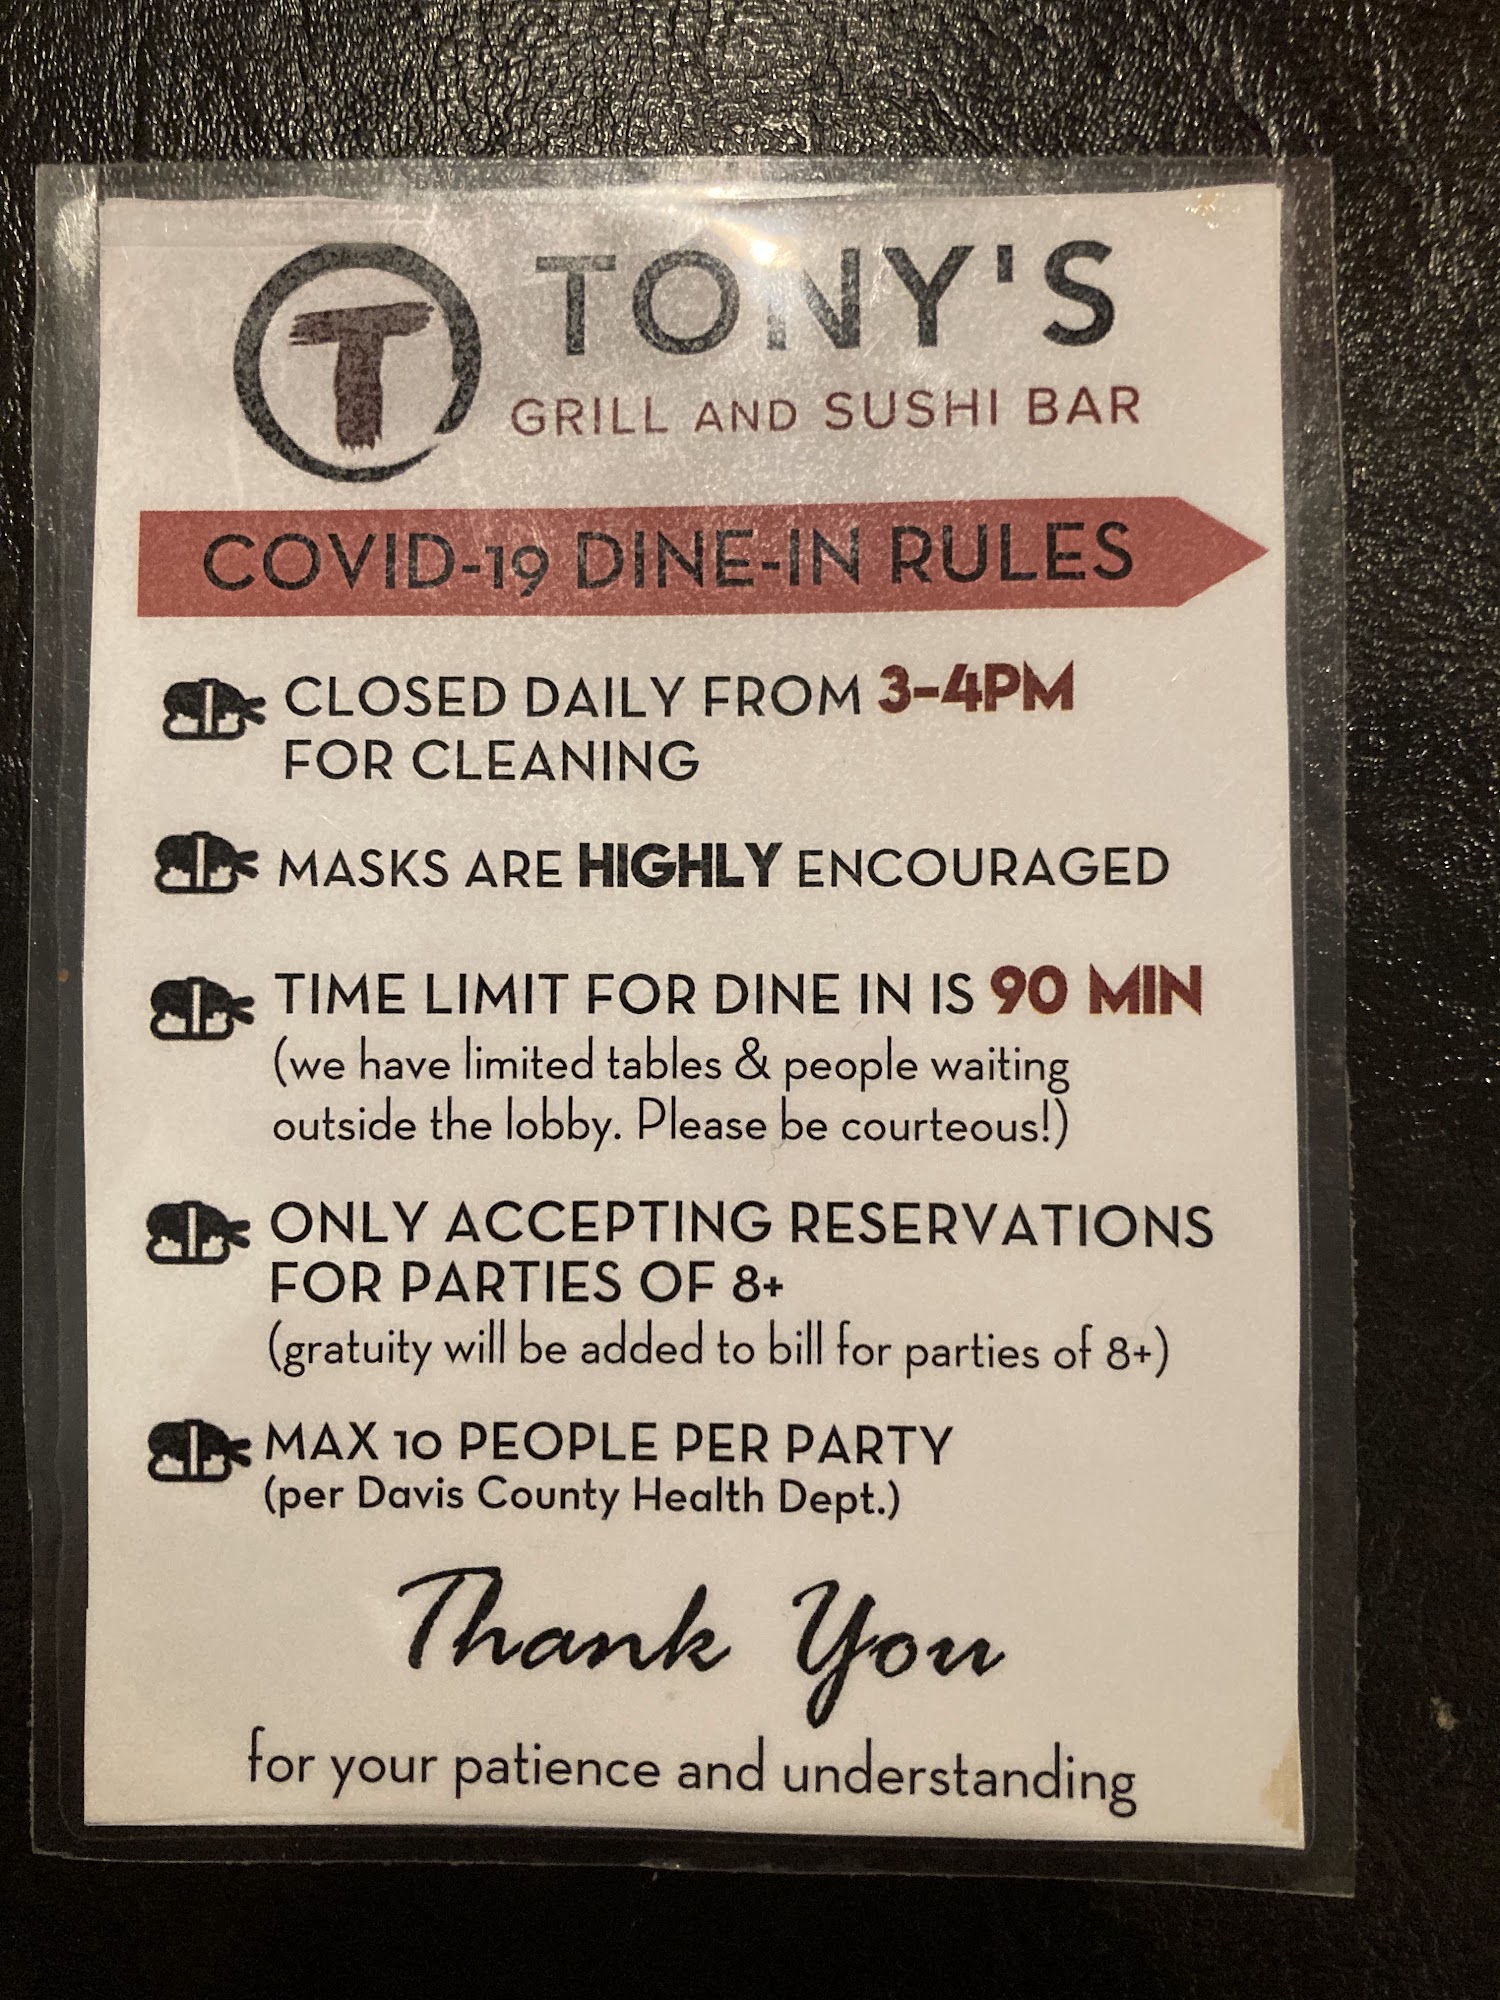 T
TONY'S
GRILL AND SUSHI BAR
COVID-19 DINE-IN RULES
CLOSED DAILY FROM 3-4PM
FOR CLEANING
MASKS ARE HIGHLY ENCOURAGED
TIME LIMIT FOR DINE IN IS 90 MIN
(we have limited tables & people waiting
outside the lobby. Please be courteous!)
ONLY ACCEPTING RESERVATIONS
FOR PARTIES OF 8+
(gratuity will be added to bill for parties of 8+)
MAX 10 PEOPLE PER PARTY
(per Davis County Health Dept.)
Thank You
for your patience and understanding